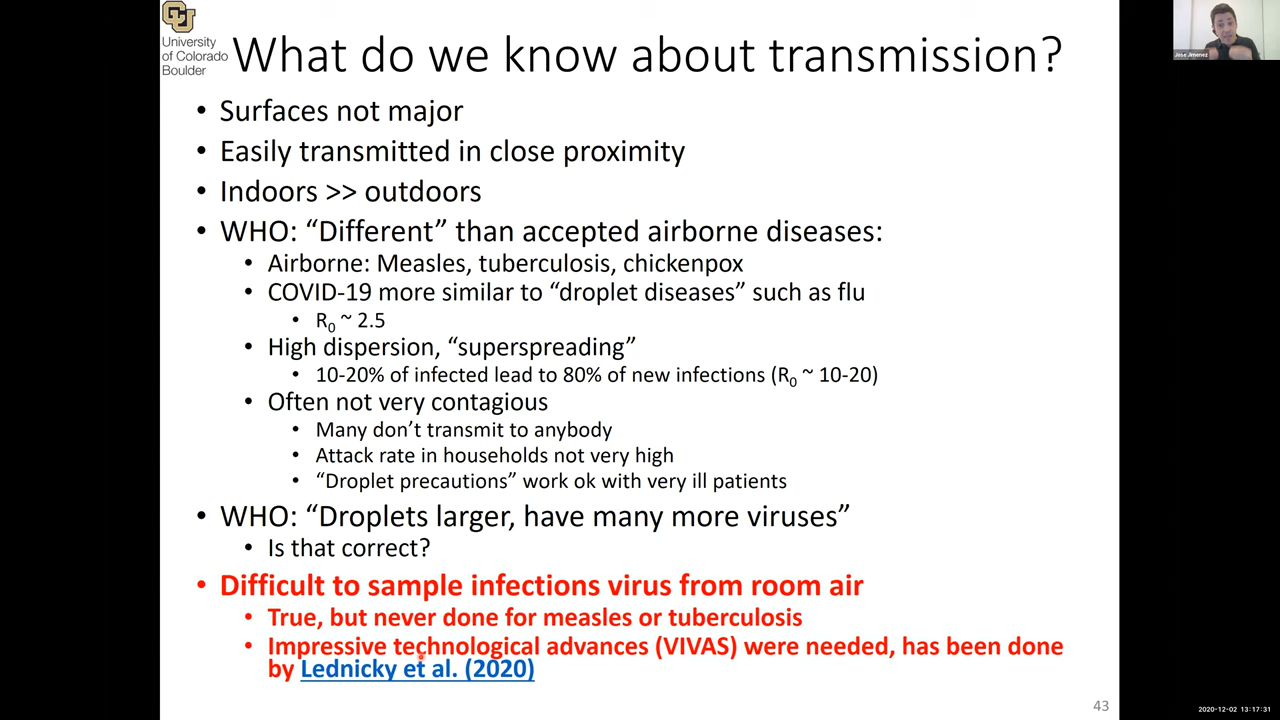 University
of Colorado
Boulder
What do we know about transmission?
Jose Jimenez
• Surfaces not major
• Easily transmitted in close proximity
• Indoors >> outdoors
• WHO: “Different” than accepted airborne diseases:
• Airborne: Measles, tuberculosis, chickenpox
• COVID-19 more similar to “droplet diseases” such as flu
• R₀ ~ 2.5
• High dispersion, “superspreading”
• 10-20% of infected lead to 80% of new infections (R₀ ~ 10-20)
• Often not very contagious
• Many don’t transmit to anybody
• Attack rate in households not very high
• “Droplet precautions” work ok with very ill patients
• WHO: “Droplets larger, have many more viruses”
• Is that correct?
• Difficult to sample infections virus from room air
• True, but never done for measles or tuberculosis
• Impressive technological advances (VIVAS) were needed, has been done
by Lednicky et al. (2020)
43
2020-12-02 13:17:31